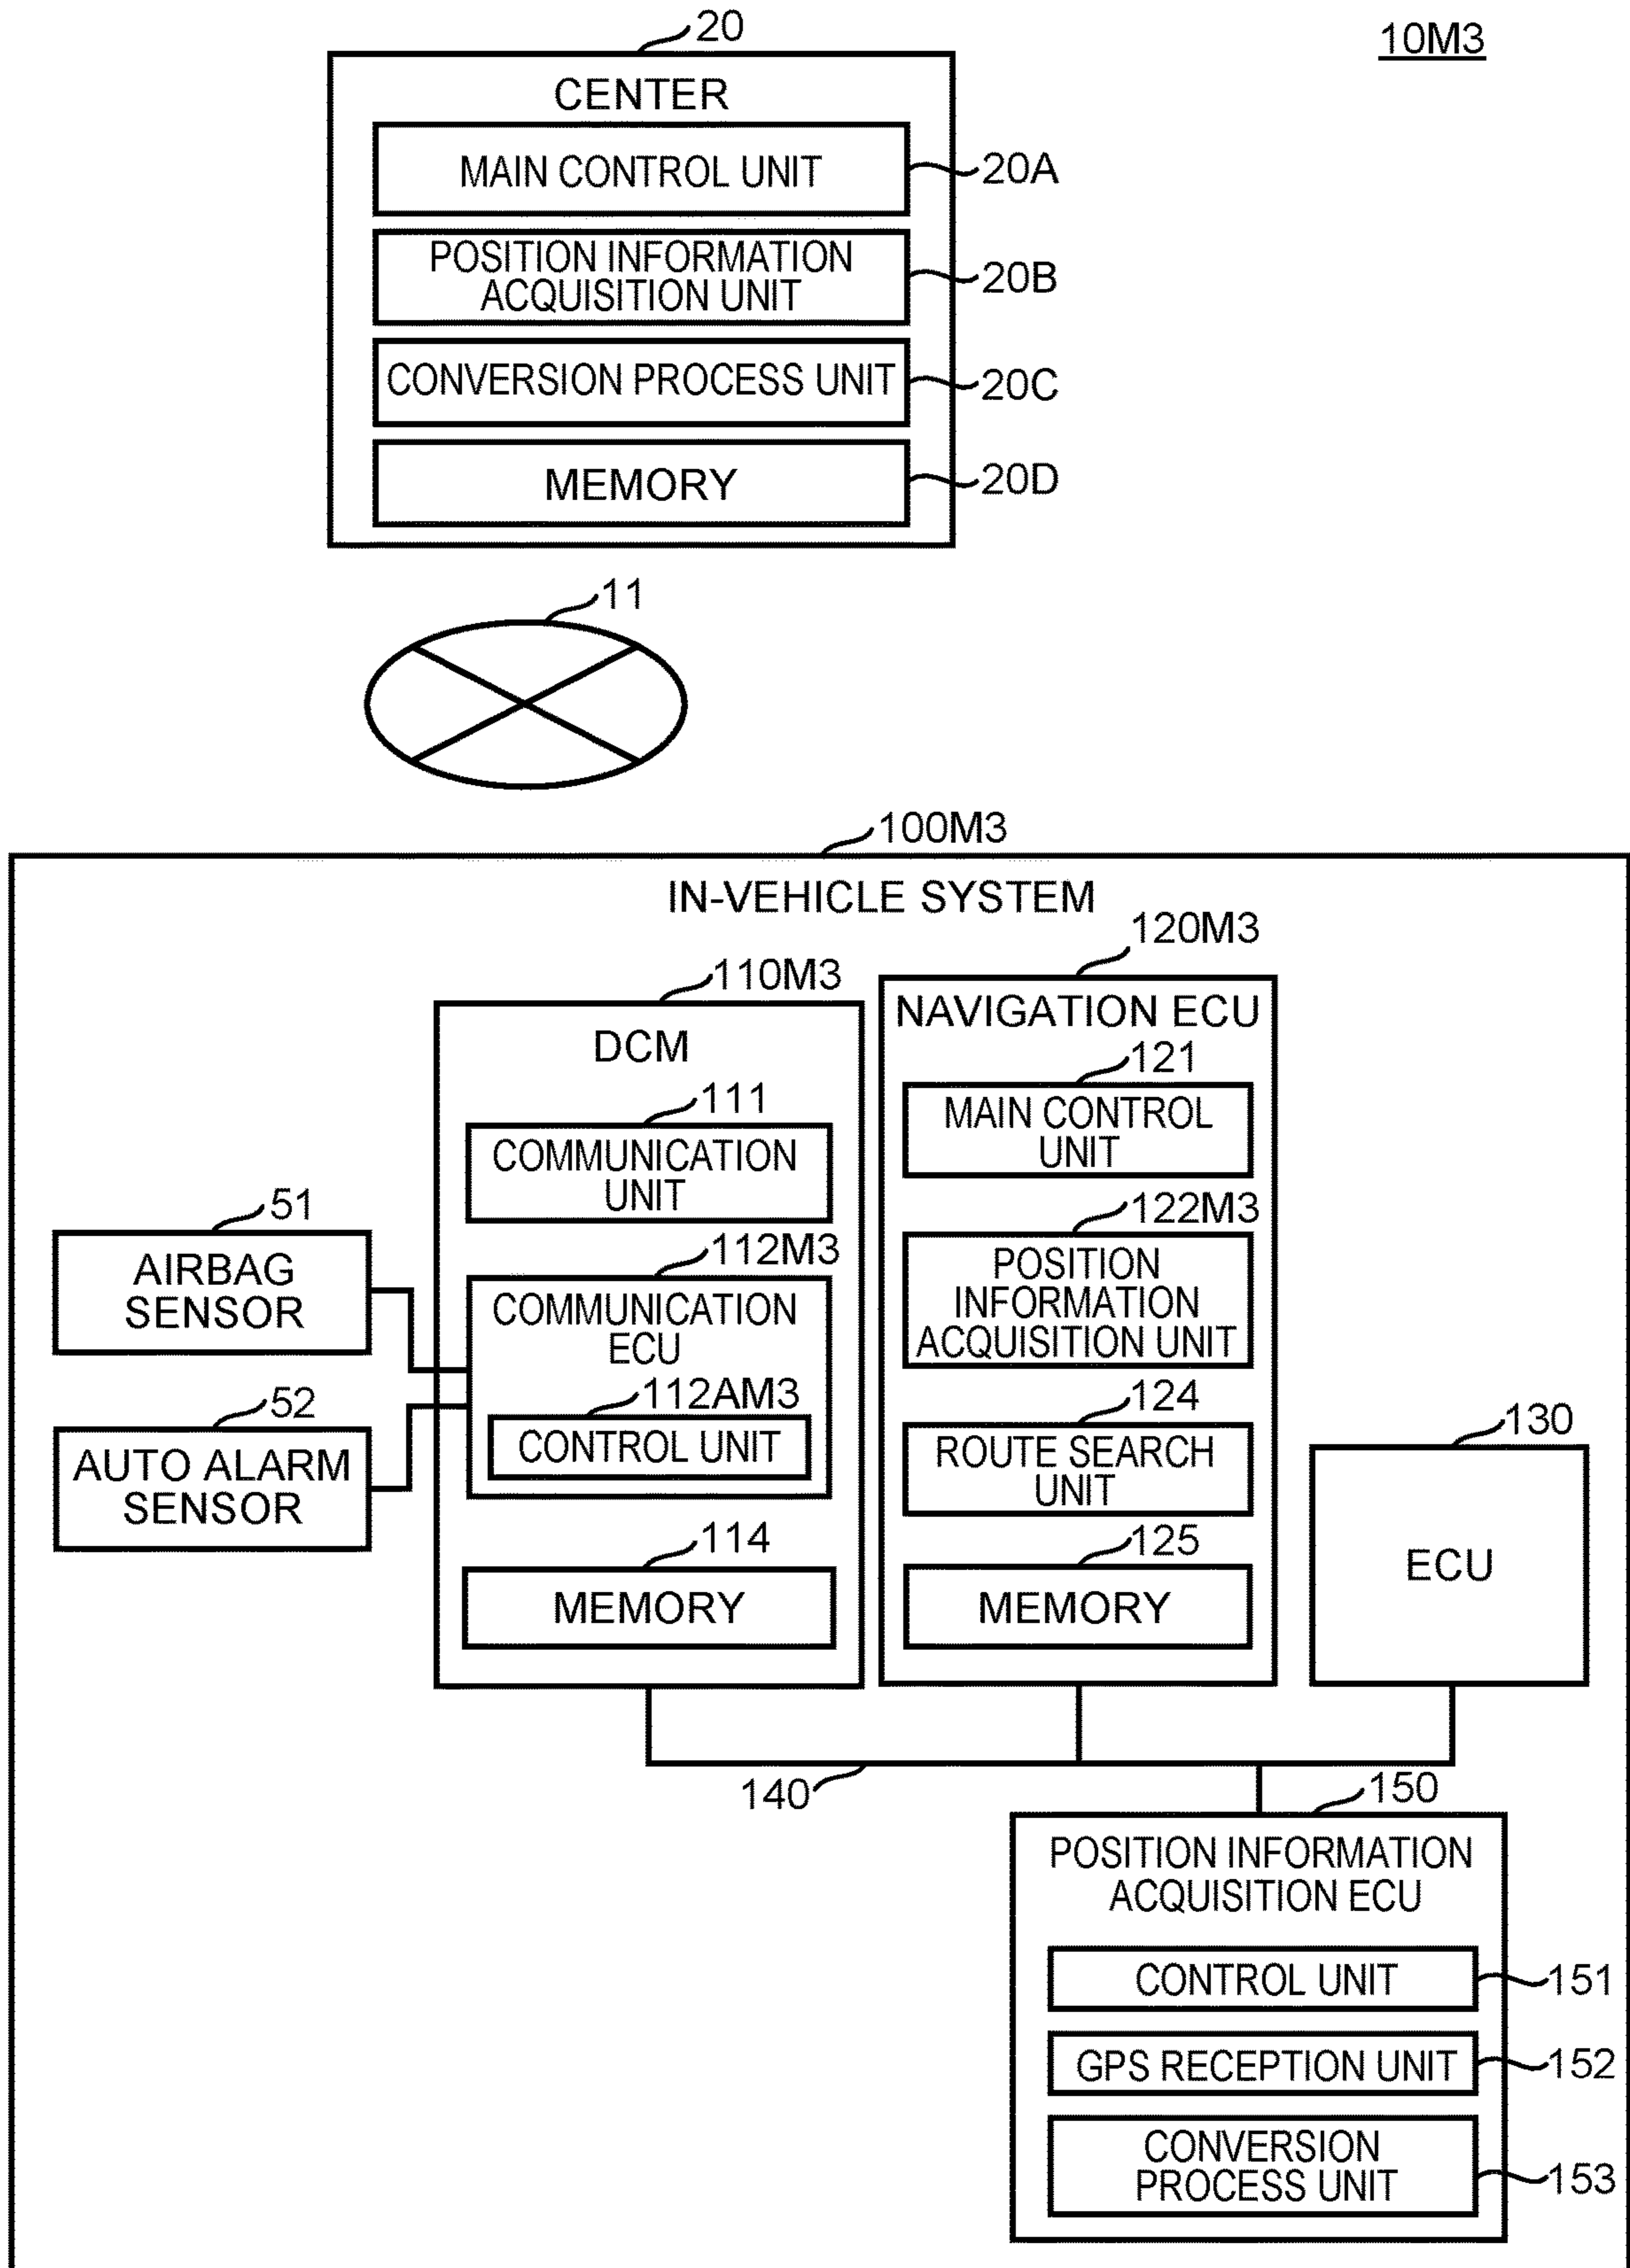 20
10M3
CENTER
MAIN CONTROL UNIT
20A
POSITION INFORMATION
ACQUISITION UNIT
20B
CONVERSION PROCESS UNIT
20C
MEMORY
20D
11
100M3
IN-VEHICLE SYSTEM
110M3
DCM
111
COMMUNICATION
UNIT
51
AIRBAG
SENSOR
112M3
COMMUNICATION
ECU
112AM3
CONTROL UNIT
52
AUTO ALARM
SENSOR
114
MEMORY
120M3
NAVIGATION ECU
121
MAIN CONTROL
UNIT
122M3
POSITION
INFORMATION
ACQUISITION UNIT
124
ROUTE SEARCH
UNIT
125
MEMORY
130
ECU
140
150
POSITION INFORMATION
ACQUISITION ECU
CONTROL UNIT
151
GPS RECEPTION UNIT
152
CONVERSION
PROCESS UNIT
153